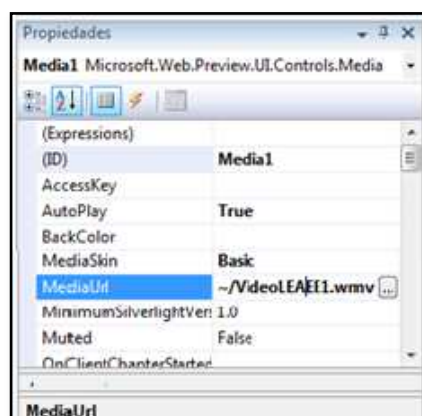 Propiedades
Media1 Microsoft.Web.Preview.UI.Controls.Media
(Expressions)
(ID) Media1
AccessKey
AutoPlay True
BackColor
MediaSkin Basic
MediaUrl ~/VideoLEAEE1.wmv ...
MinimumSilverlightVer: 1.0
Muted False
OnClientChapterStarted
MediaUrl